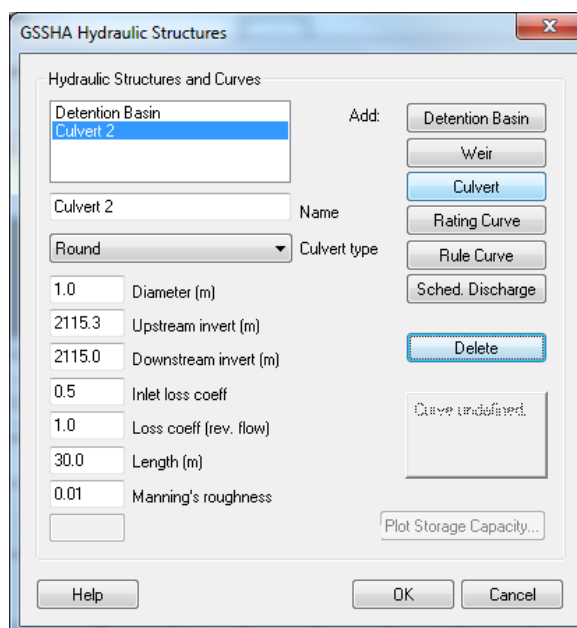 GSSHA Hydraulic Structures
Hydraulic Structures and Curves
Detention Basin
Culvert 2
Add:
Detention Basin
Weir
Culvert
Rating Curve
Rule Curve
Sched. Discharge
Culvert 2
Name
Round
Culvert type
1.0
Diameter (m)
2115.3
Upstream invert (m)
2115.0
Downstream invert (m)
0.5
Inlet loss coeff
1.0
Loss coeff (rev. flow)
30.0
Length (m)
0.01
Manning's roughness
Delete
Curve undefined.
Plot Storage Capacity...
Help
OK
Cancel